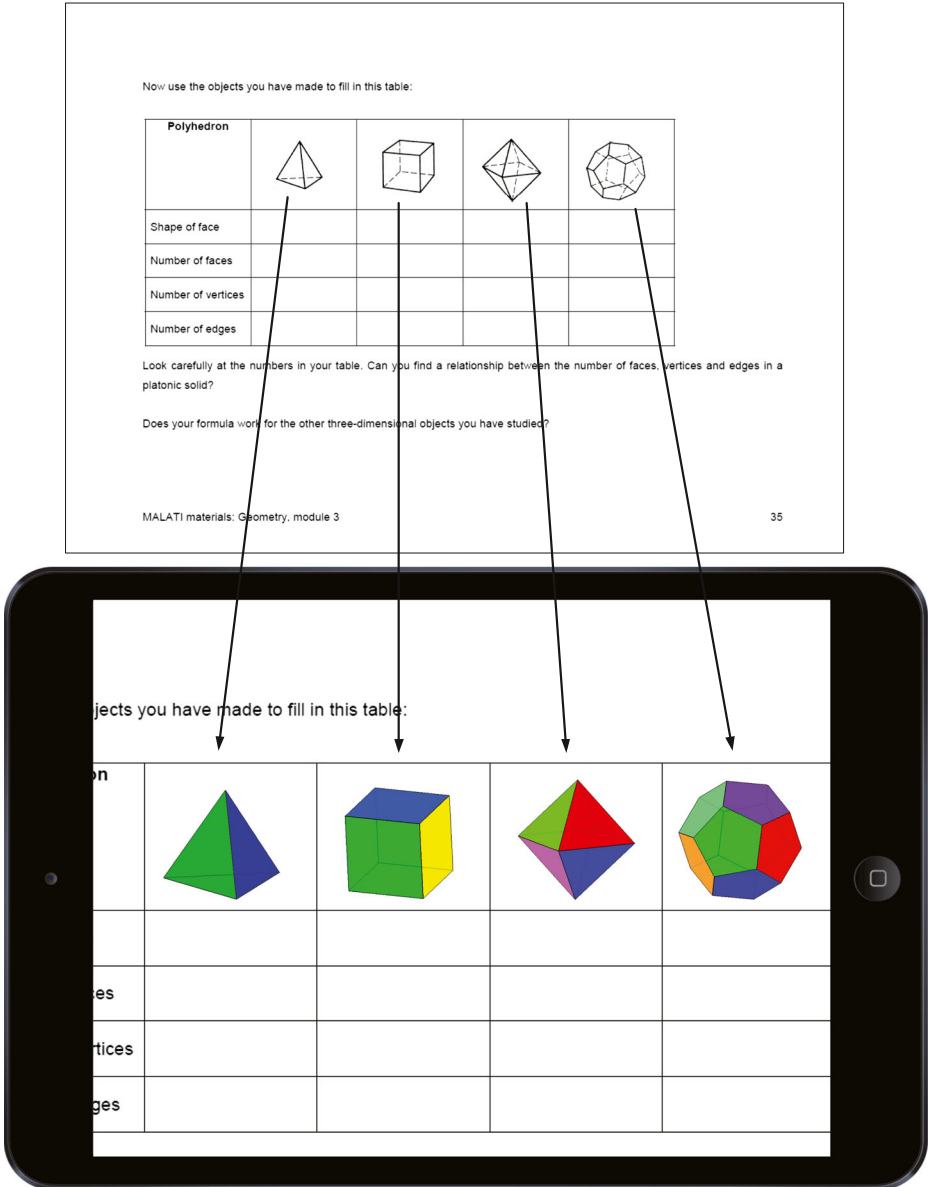 Now use the objects you have made to fill in this table:
Polyhedron
Shape of face
Number of faces
Number of vertices
Number of edges
Look carefully at the numbers in your table. Can you find a relationship between the number of faces, vertices and edges in a
platonic solid?
Does your formula work for the other three-dimensional objects you have studied?
MALATI materials: Geometry, module 3 35
jects you have made to fill in this table:
on
ces
rtices
ges